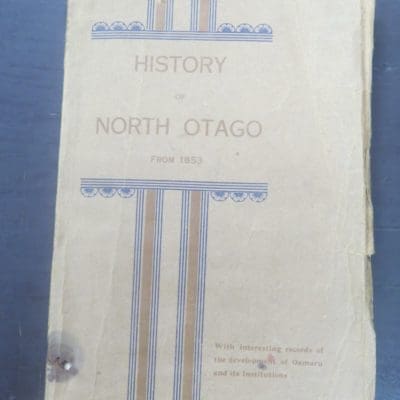 HISTORY
OF
NORTH OTAGO
FROM 1853
With interesting records of
the development of Oamaru
and its Institutions